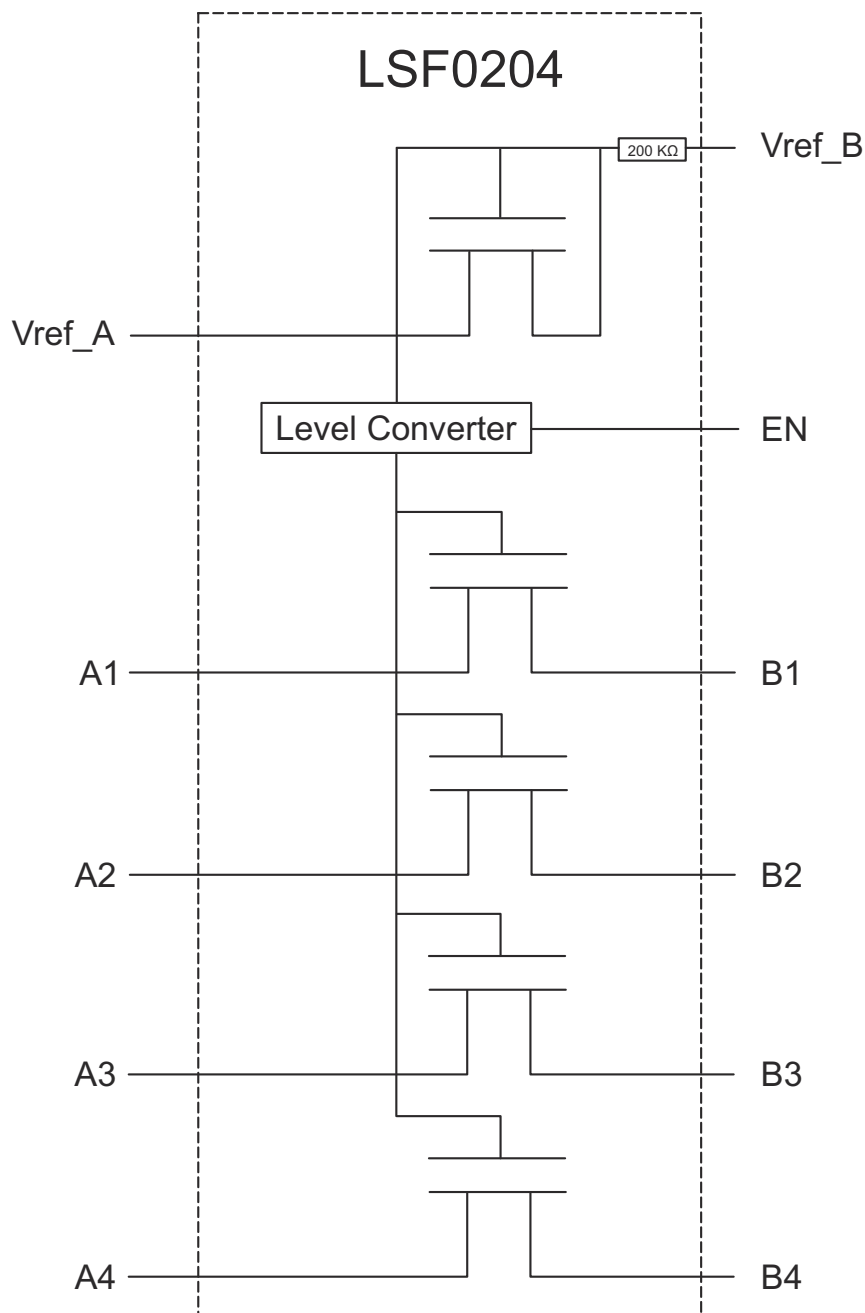 LSF0204
200 KΩ
Vref_B
Vref_A
Level Converter
EN
A1
B1
A2
B2
A3
B3
A4
B4